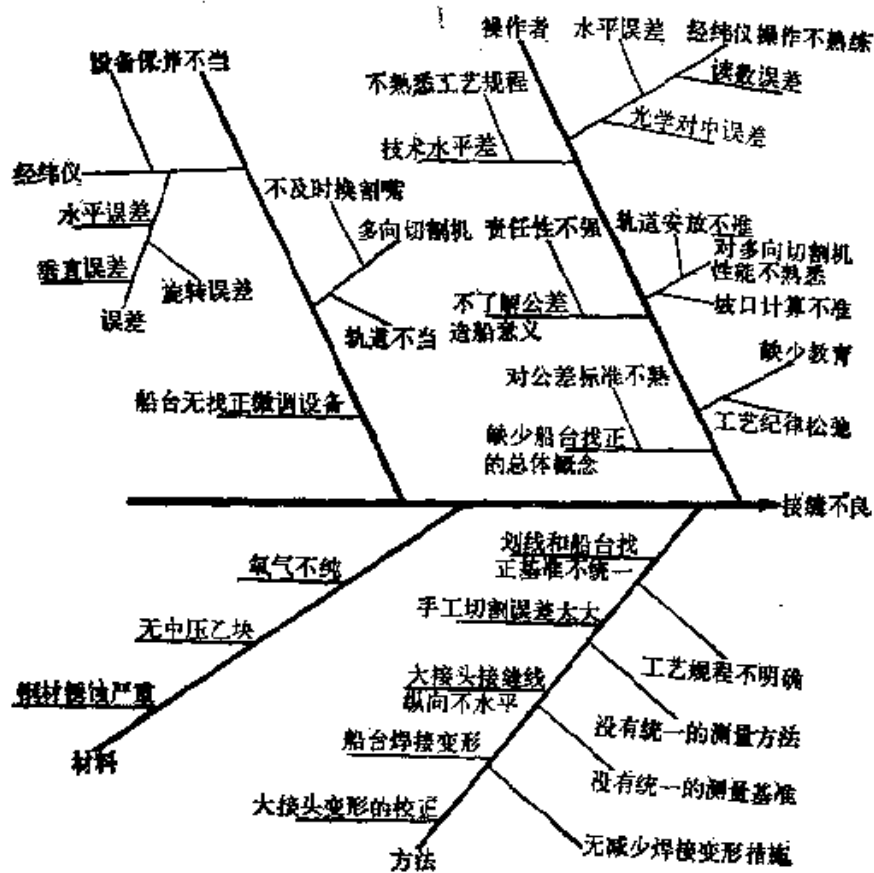 操作者
水平误差
经纬仪操作不熟练
设备保养不当
读数误差
不熟悉工艺规程
光学对中误差
技术水平差
经纬仪
不及时换割嘴
水平误差
多向切割机
责任性不强
轨道安放不准
对多向切割机
性能不熟悉
垂直误差
旋转误差
不了解公差
造船意义
坡口计算不准
误差
轨道不当
缺少教育
对公差标准不熟
船台无找正微调设备
工艺纪律松弛
缺少船台找正
的总体概念
接缝不良
划线和船台找
正基准不统一
氧气不纯
手工切割误差太大
无中压乙块
工艺规程不明确
大接头接缝线
纵向不水平
钢材锈蚀严重
没有统一的测量方法
船台焊接变形
材料
没有统一的测量基准
大接头变形的校正
无减少焊接变形措施
方法